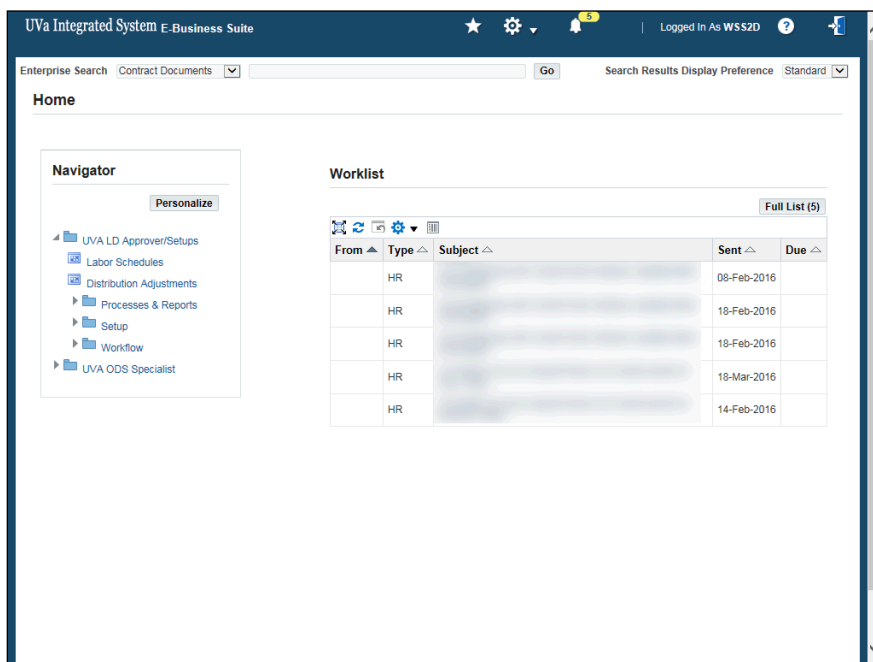 UVa Integrated System E-Business Suite
5
| Logged In As WSS2D ?
Enterprise Search Contract Documents Go Search Results Display Preference Standard
Home
Navigator
Personalize
UVA LD Approver/Setups
Labor Schedules
Distribution Adjustments
Processes & Reports
Setup
Workflow
UVA ODS Specialist
Worklist
Full List (5)
From Type Subject Sent Due
HR 08-Feb-2016
HR 18-Feb-2016
HR 18-Feb-2016
HR 18-Mar-2016
HR 14-Feb-2016